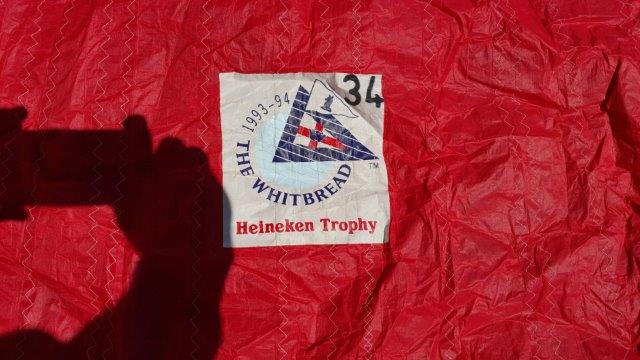 34
1993-94
THE WHITBREAD
TM
Heineken Trophy